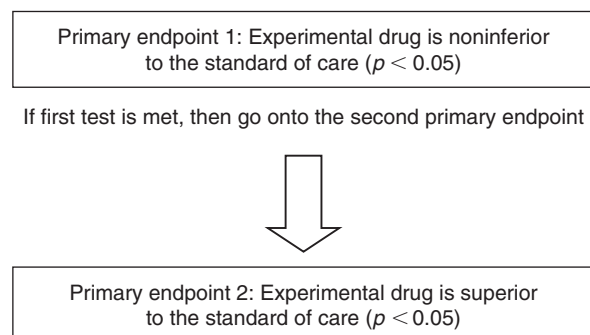 Primary endpoint 1: Experimental drug is noninferior
to the standard of care (p < 0.05)
If first test is met, then go onto the second primary endpoint
Primary endpoint 2: Experimental drug is superior
to the standard of care (p < 0.05)